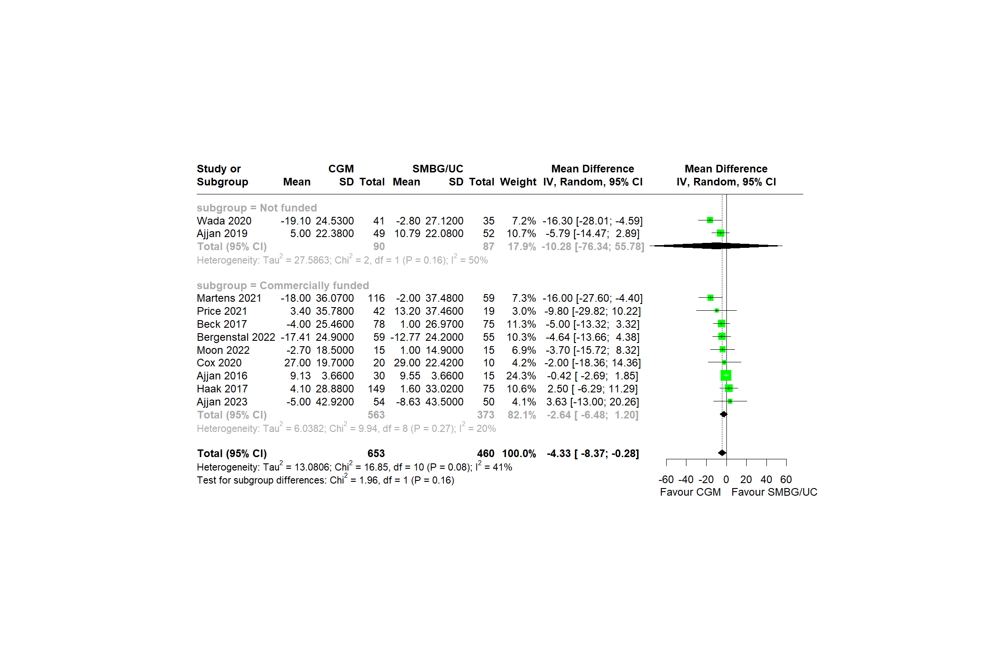 Study or CGM SMBG/UC Mean Difference Mean Difference
Subgroup Mean SD Total Mean SD Total Weight IV, Random, 95% CI IV, Random, 95% CI
subgroup = Not funded
Wada 2020 -19.10 24.5300 41 -2.80 27.1200 35 7.2% -16.30 [-28.01; -4.59]
Ajjan 2019 5.00 22.3800 49 10.79 22.0800 52 10.7% -5.79 [-14.47; 2.89]
Total (95% CI) 90 87 17.9% -10.28 [-76.34; 55.78]
Heterogeneity: Tau² = 27.5863; Chi² = 2, df = 1 (P = 0.16); I² = 50%
subgroup = Commercially funded
Martens 2021 -18.00 36.0700 116 -2.00 37.4800 59 7.3% -16.00 [-27.60; -4.40]
Price 2021 3.40 35.7800 42 13.20 37.4600 19 3.0% -9.80 [-29.82; 10.22]
Beck 2017 -4.00 25.4600 78 1.00 26.9700 75 11.3% -5.00 [-13.32; 3.32]
Bergenstal 2022 -17.41 24.9000 59 -12.77 24.2000 55 10.3% -4.64 [-13.66; 4.38]
Moon 2022 -2.70 18.5000 15 1.00 14.9000 15 6.9% -3.70 [-15.72; 8.32]
Cox 2020 27.00 19.7000 20 29.00 22.4200 10 4.2% -2.00 [-18.36; 14.36]
Ajjan 2016 9.13 3.6600 30 9.55 3.6600 15 24.3% -0.42 [ -2.69; 1.85]
Haak 2017 4.10 28.8800 149 1.60 33.0200 75 10.6% 2.50 [ -6.29; 11.29]
Ajjan 2023 -5.00 42.9200 54 -8.63 43.5000 50 4.1% 3.63 [-13.00; 20.26]
Total (95% CI) 563 373 82.1% -2.64 [ -6.48; 1.20]
Heterogeneity: Tau² = 6.0382; Chi² = 9.94, df = 8 (P = 0.27); I² = 20%
Total (95% CI) 653 460 100.0% -4.33 [ -8.37; -0.28]
Heterogeneity: Tau² = 13.0806; Chi² = 16.85, df = 10 (P = 0.08); I² = 41%
Test for subgroup differences: Chi² = 1.96, df = 1 (P = 0.16)
-60 -40 -20 0 20 40 60
Favour CGM Favour SMBG/UC